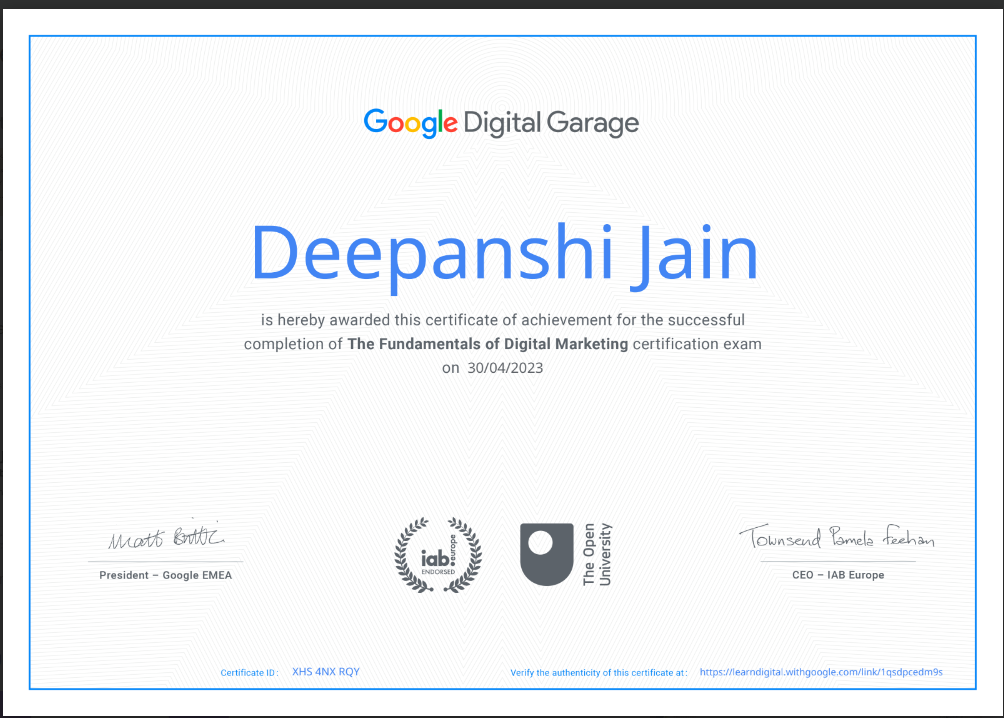 Google Digital Garage
Deepanshi Jain
is hereby awarded this certificate of achievement for the successful
completion of The Fundamentals of Digital Marketing certification exam
on 30/04/2023
Matt
Townsend Pamela Feehan
President – Google EMEA
iab europe
ENDORSED
The Open
University
CEO – IAB Europe
Certificate ID: XHS 4NX RQY
Verify the authenticity of this certificate at: https://learndigital.withgoogle.com/link/1qsdpcedm9s